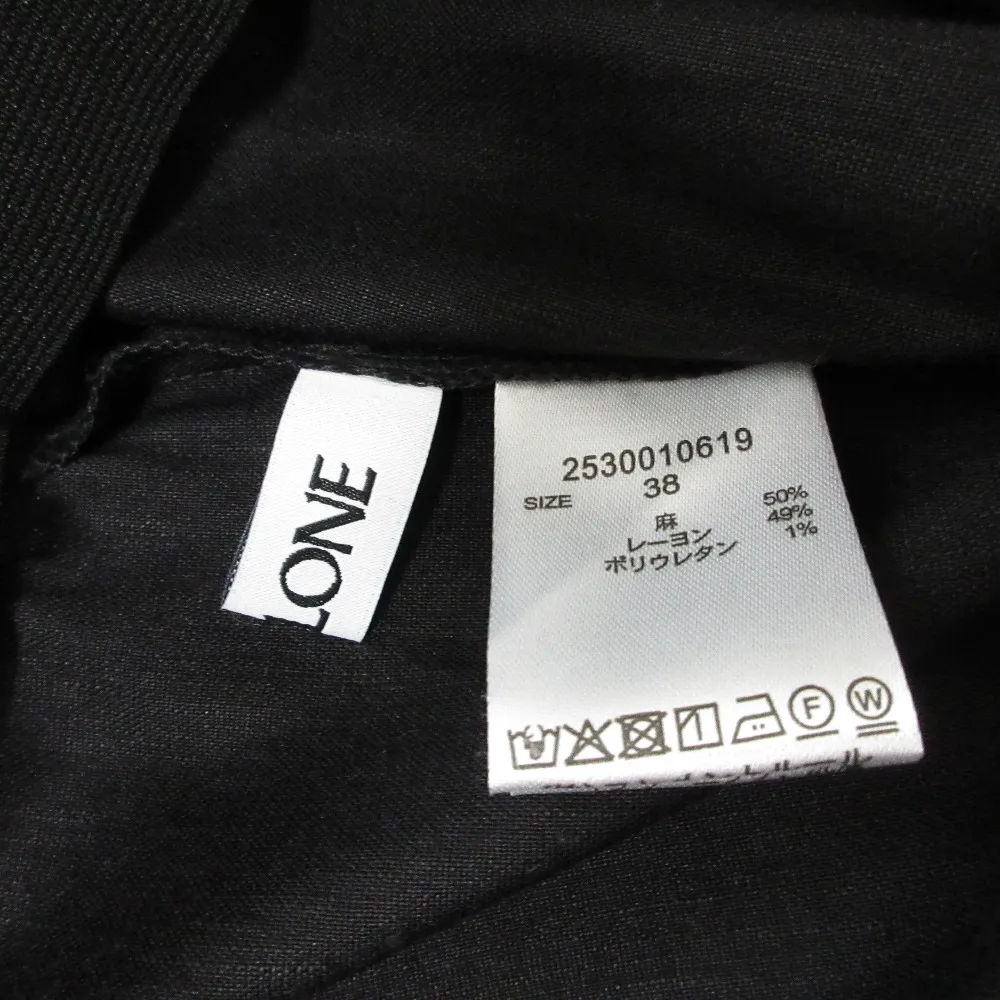 LONE
2530010619
SIZE 38
麻 50%
レーヨン 49%
ポリウレタン 1%
F W